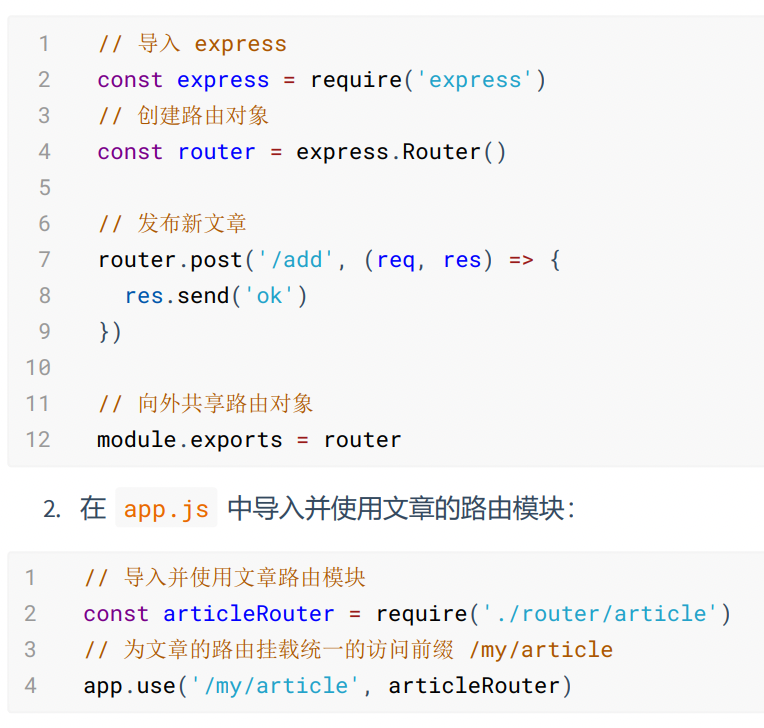 1 // 导入 express
2 const express = require('express')
3 // 创建路由对象
4 const router = express.Router()
5
6 // 发布新文章
7 router.post('/add', (req, res) => {
8   res.send('ok')
9 })
10
11 // 向外共享路由对象
12 module.exports = router
2. 在 app.js 中导入并使用文章的路由模块：
1 // 导入并使用文章路由模块
2 const articleRouter = require('./router/article')
3 // 为文章的路由挂载统一的访问前缀 /my/article
4 app.use('/my/article', articleRouter)